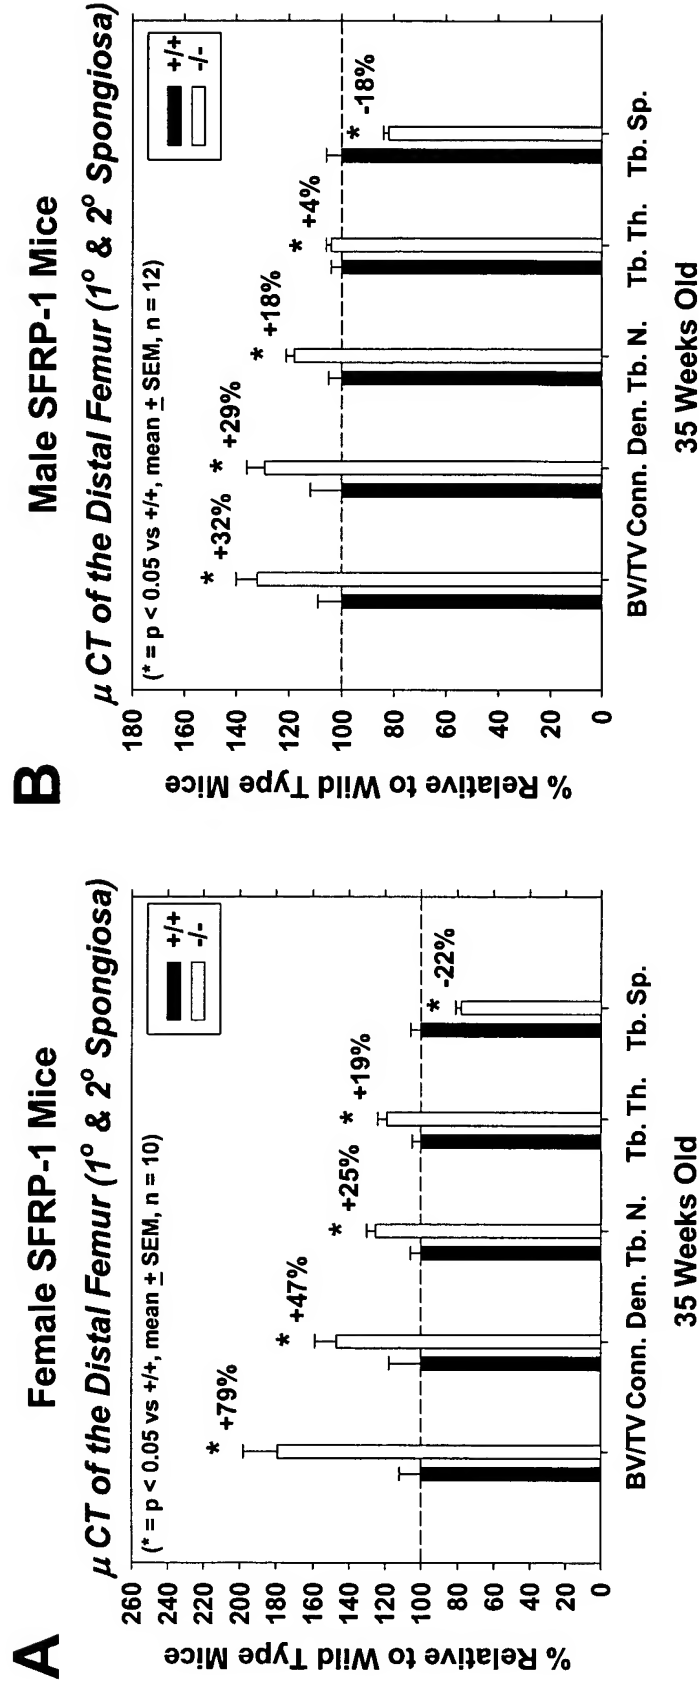 A
Female SFRP-1 Mice
μ CT of the Distal Femur (1° & 2° Spongiosa)
(* = p < 0.05 vs +/+, mean ± SEM, n = 10)
+/+
-/-
% Relative to Wild Type Mice
260
240
220
200
180
160
140
120
100
80
60
40
20
0
* +79%
* +47%
* +25%
* +19%
* -22%
BV/TV Conn. Den. Tb. N. Tb. Th. Tb. Sp.
35 Weeks Old
B
Male SFRP-1 Mice
μ CT of the Distal Femur (1° & 2° Spongiosa)
(* = p < 0.05 vs +/+, mean ± SEM, n = 12)
+/+
-/-
% Relative to Wild Type Mice
180
160
140
120
100
80
60
40
20
0
* +32%
* +29%
* +18%
* +4%
* -18%
BV/TV Conn. Den. Tb. N. Tb. Th. Tb. Sp.
35 Weeks Old